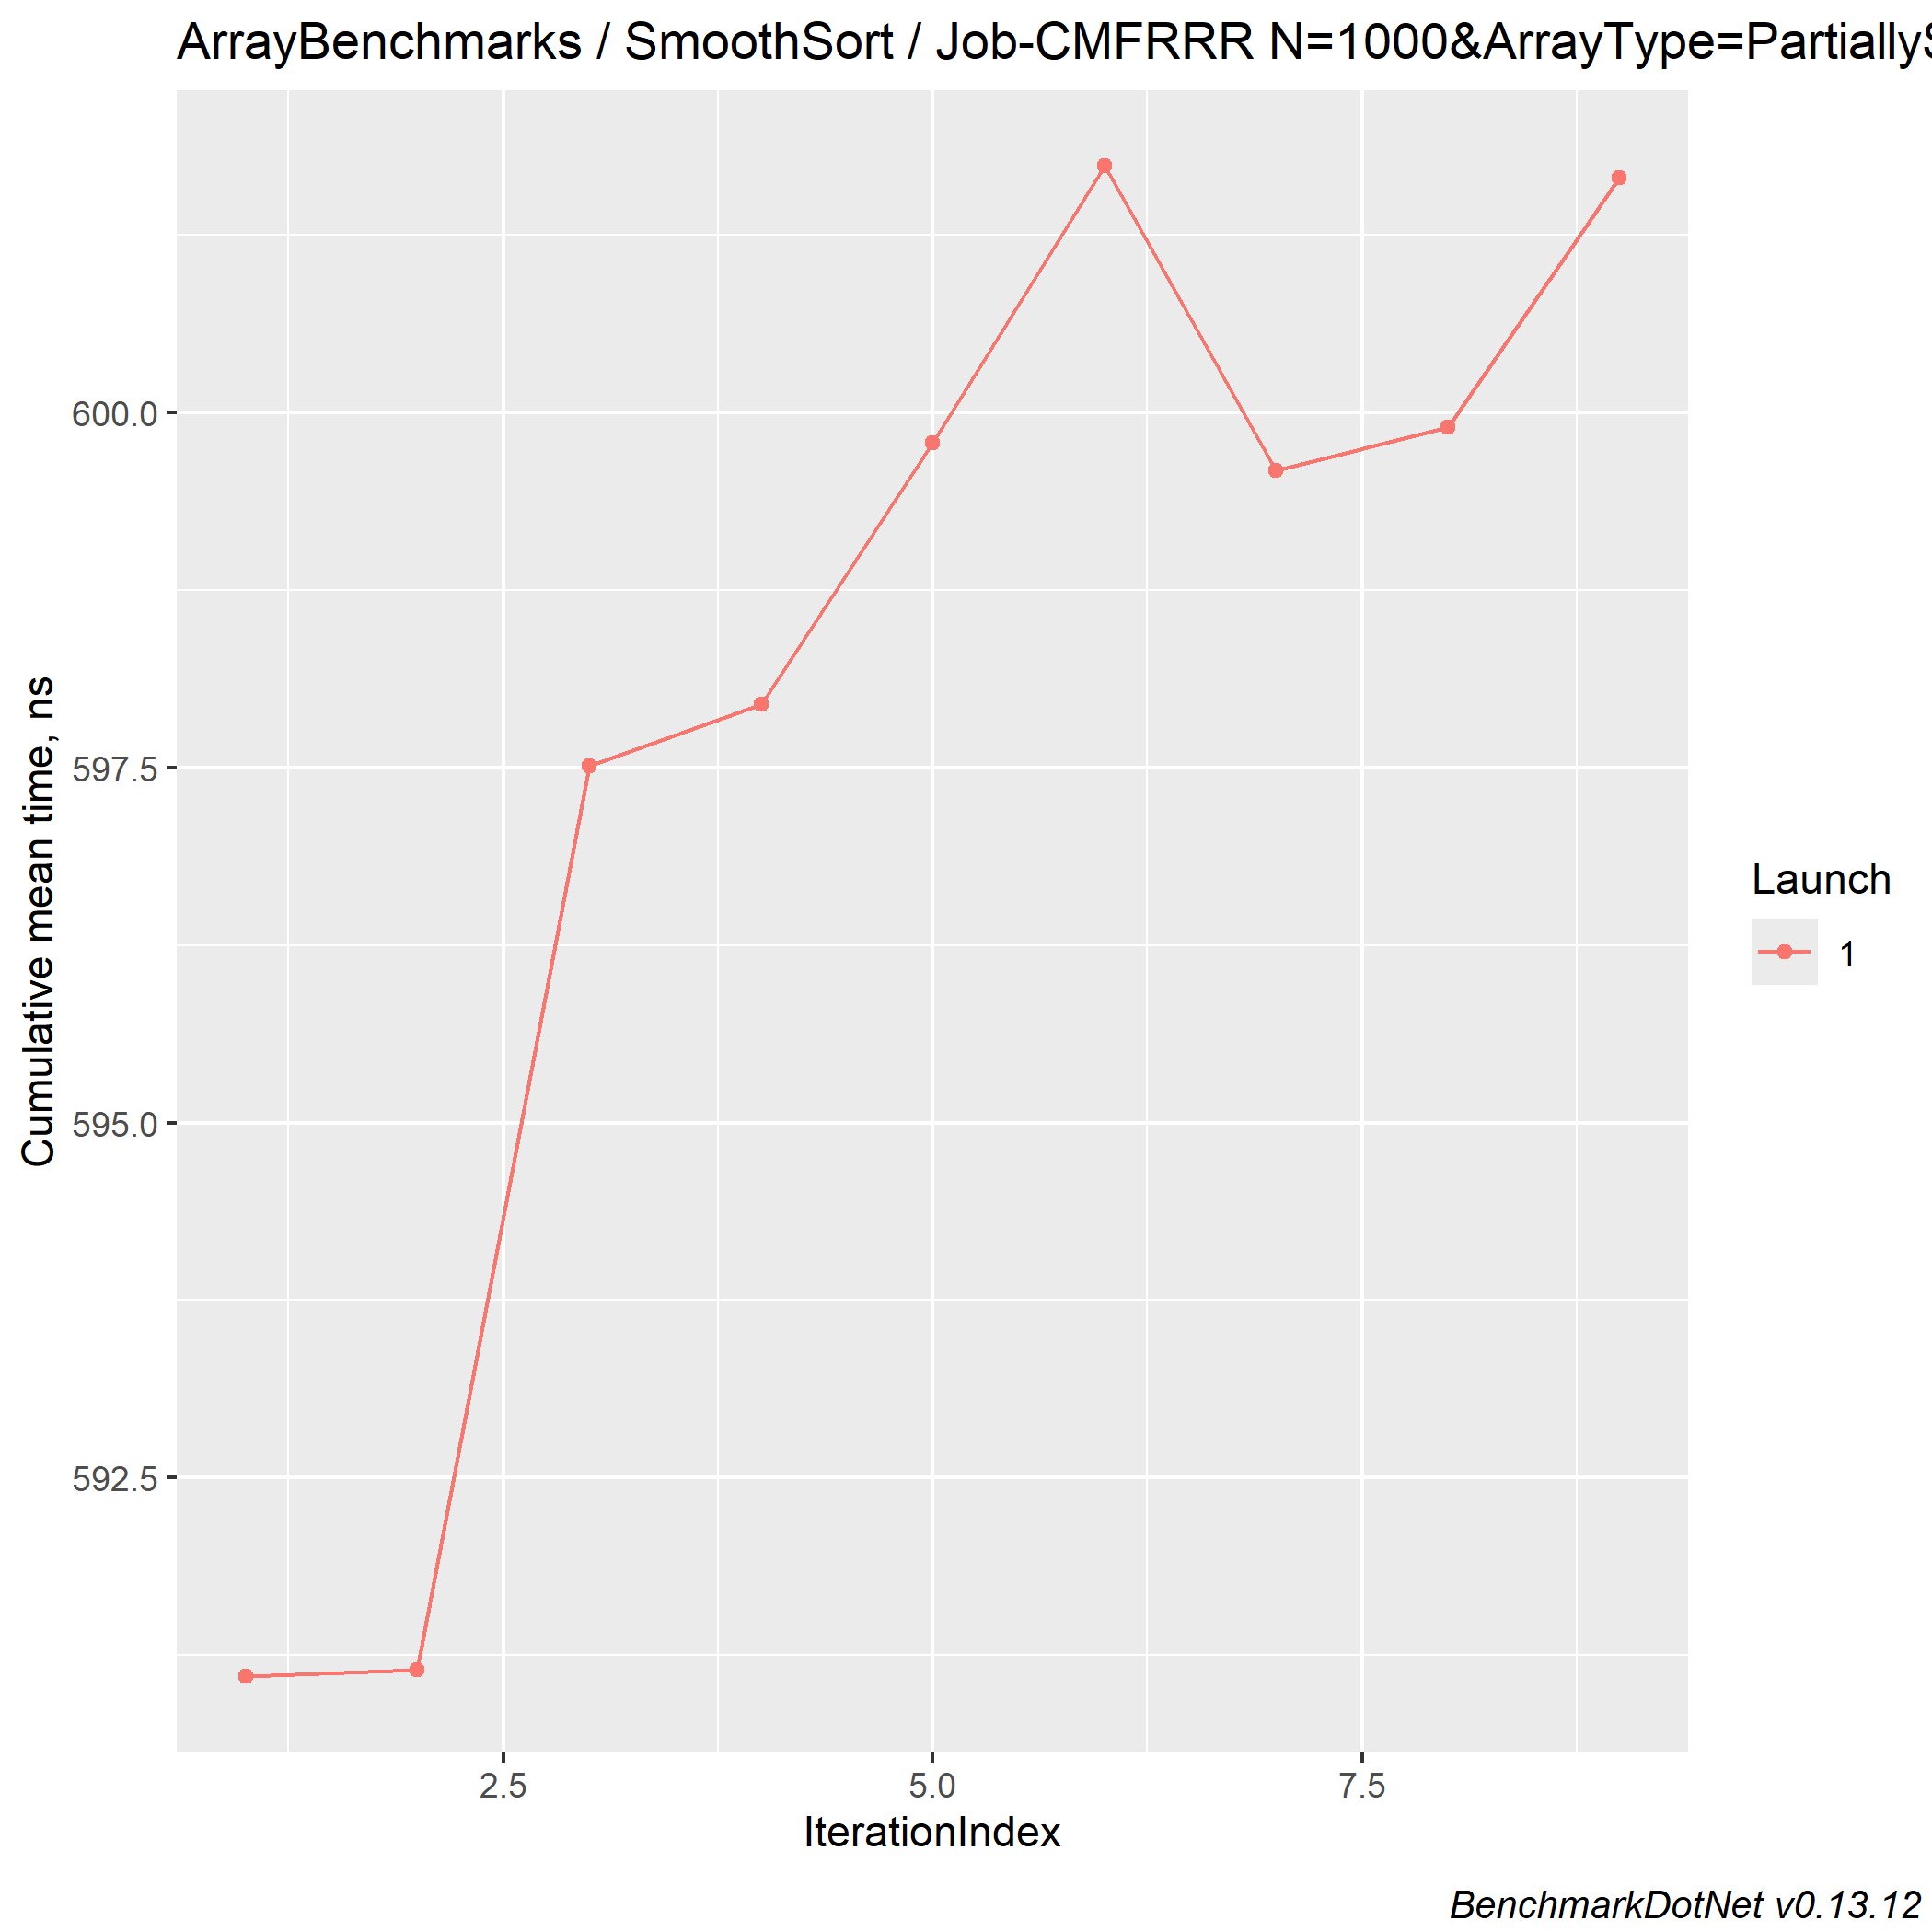 ArrayBenchmarks / SmoothSort / Job-CMFRRR N=1000&ArrayType=PartiallyS
Cumulative mean time, ns
600.0
597.5
595.0
592.5
2.5 5.0 7.5
IterationIndex
Launch
1
BenchmarkDotNet v0.13.12